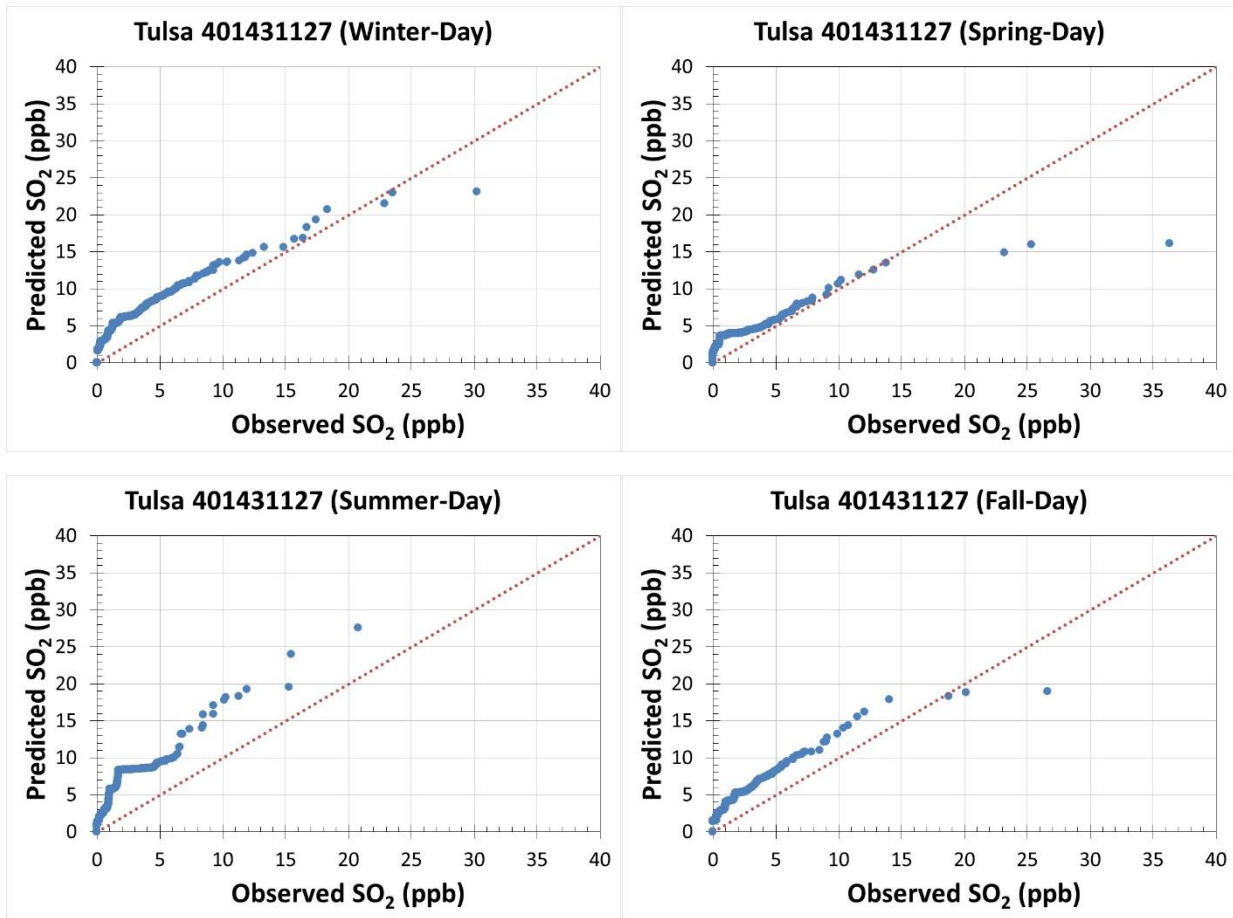 Tulsa 401431127 (Winter-Day)
40
35
30
25
20
15
10
5
0
Predicted SO₂ (ppb)
0 5 10 15 20 25 30 35 40
Observed SO₂ (ppb)
Tulsa 401431127 (Spring-Day)
40
35
30
25
20
15
10
5
0
Predicted SO₂ (ppb)
0 5 10 15 20 25 30 35 40
Observed SO₂ (ppb)
Tulsa 401431127 (Summer-Day)
40
35
30
25
20
15
10
5
0
Predicted SO₂ (ppb)
0 5 10 15 20 25 30 35 40
Observed SO₂ (ppb)
Tulsa 401431127 (Fall-Day)
40
35
30
25
20
15
10
5
0
Predicted SO₂ (ppb)
0 5 10 15 20 25 30 35 40
Observed SO₂ (ppb)